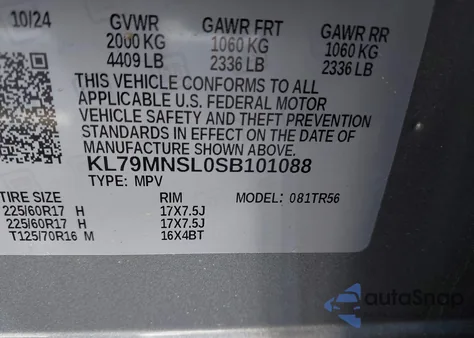 10/24 GVWR GAWR FRT GAWR RR
2000 KG 1060 KG 1060 KG
4409 LB 2336 LB 2336 LB
THIS VEHICLE CONFORMS TO ALL
APPLICABLE U.S. FEDERAL MOTOR
VEHICLE SAFETY AND THEFT PREVENTION
STANDARDS IN EFFECT ON THE DATE OF
MANUFACTURE SHOWN ABOVE.
KL79MNSL0SB101088
TYPE: MPV
TIRE SIZE RIM MODEL: 081TR56
225/60R17 H 17X7.5J
225/60R17 H 17X7.5J
T125/70R16 M 16X4BT
autoSnap